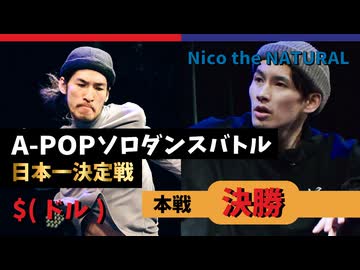 Nico the NATURAL
A-POPソロダンスバトル
日本一決定戦
$(ドル)
本戦
決勝